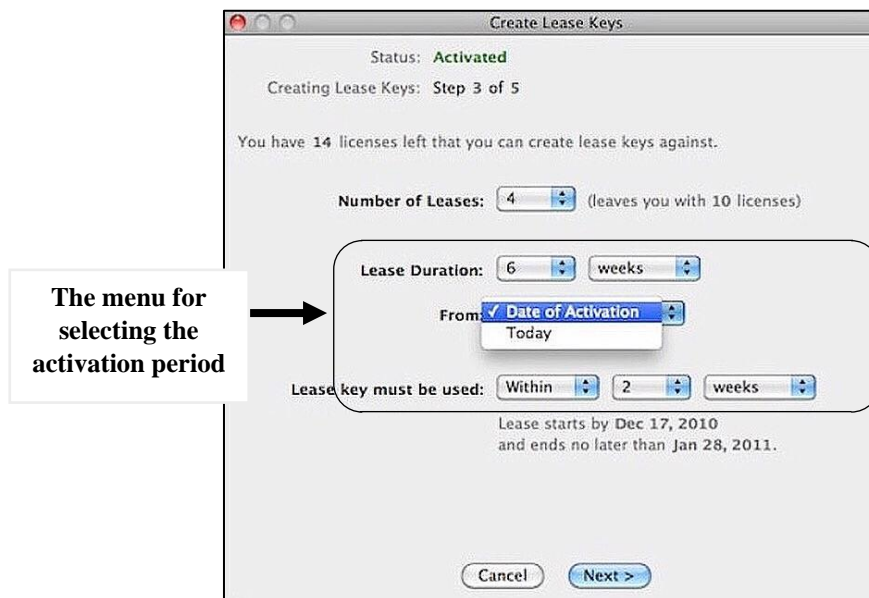 Create Lease Keys
Status: Activated
Creating Lease Keys: Step 3 of 5
You have 14 licenses left that you can create lease keys against.
Number of Leases: 4 (leaves you with 10 licenses)
The menu for
selecting the
activation period
Lease Duration: 6 weeks
From: ✓ Date of Activation
Today
Lease key must be used: Within 2 weeks
Lease starts by Dec 17, 2010
and ends no later than Jan 28, 2011.
Cancel Next >